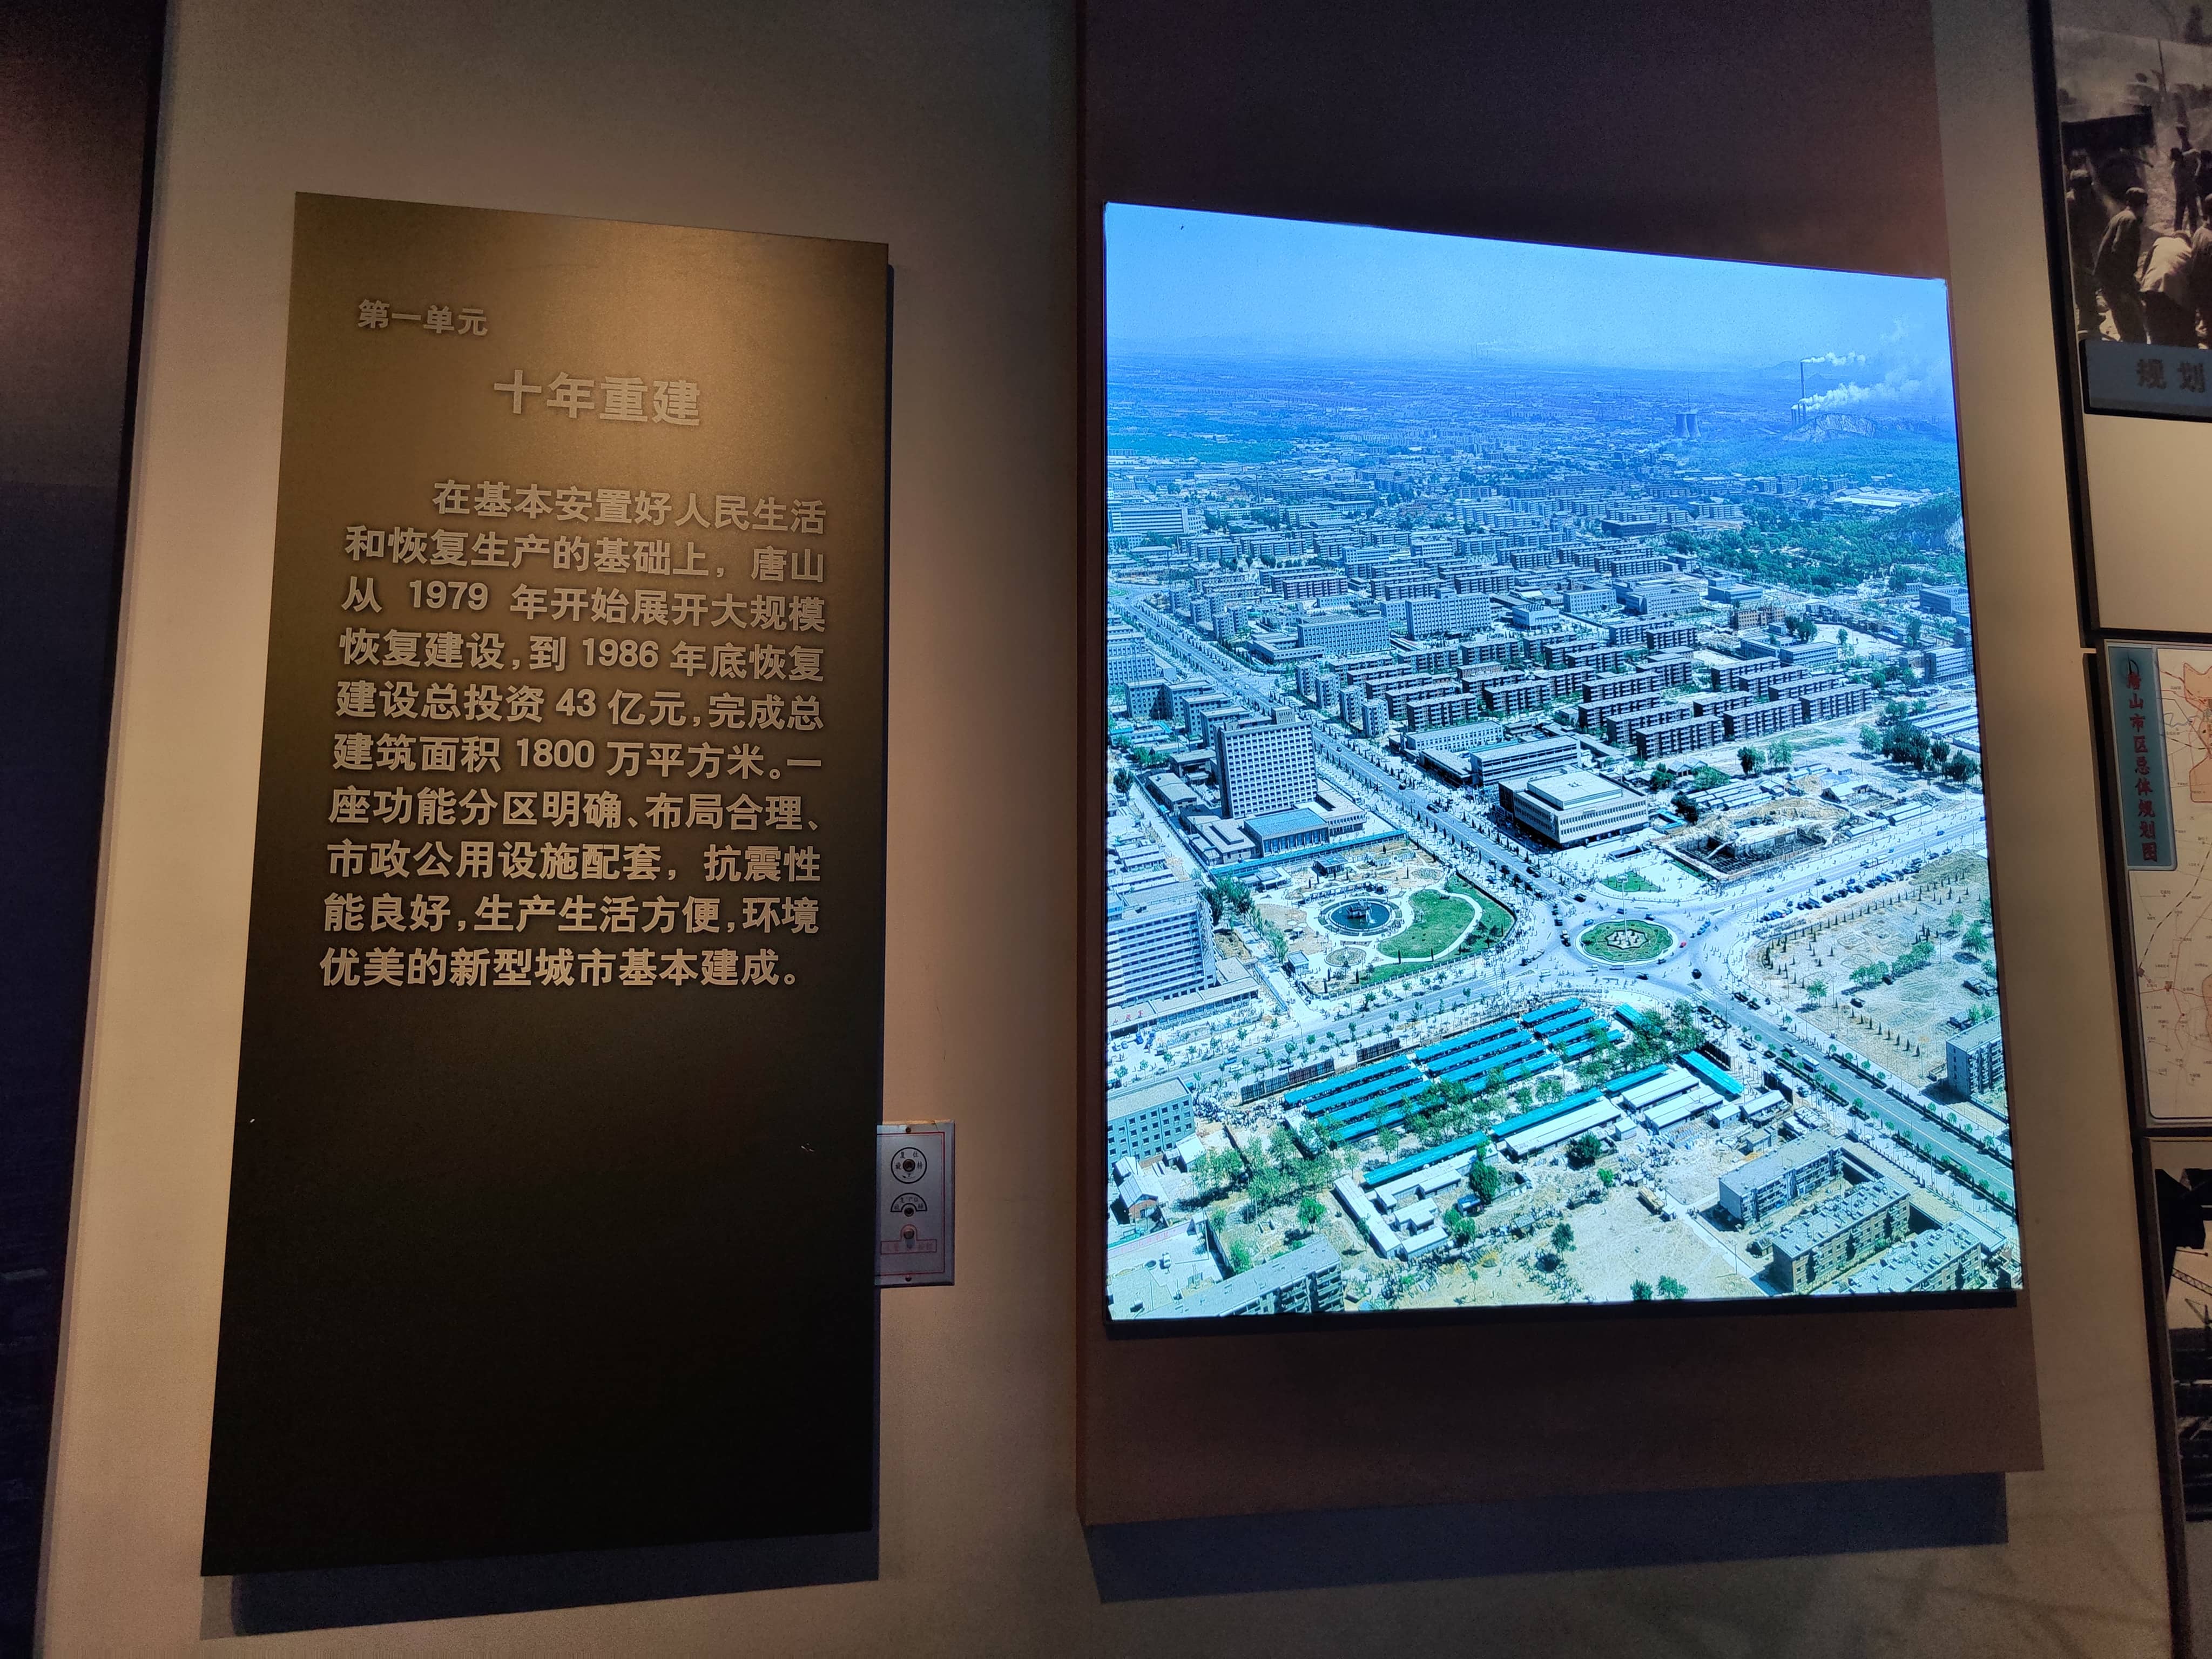 第一单元
十年重建
在基本安置好人民生活
和恢复生产的基础上，唐山
从 1979 年开始展开大规模
恢复建设，到 1986 年底恢复
建设总投资 43 亿元，完成总
建筑面积 1800 万平方米。一
座功能分区明确、布局合理、
市政公用设施配套，抗震性
能良好，生产生活方便，环境
优美的新型城市基本建成。
规划
唐山市区总体规划图